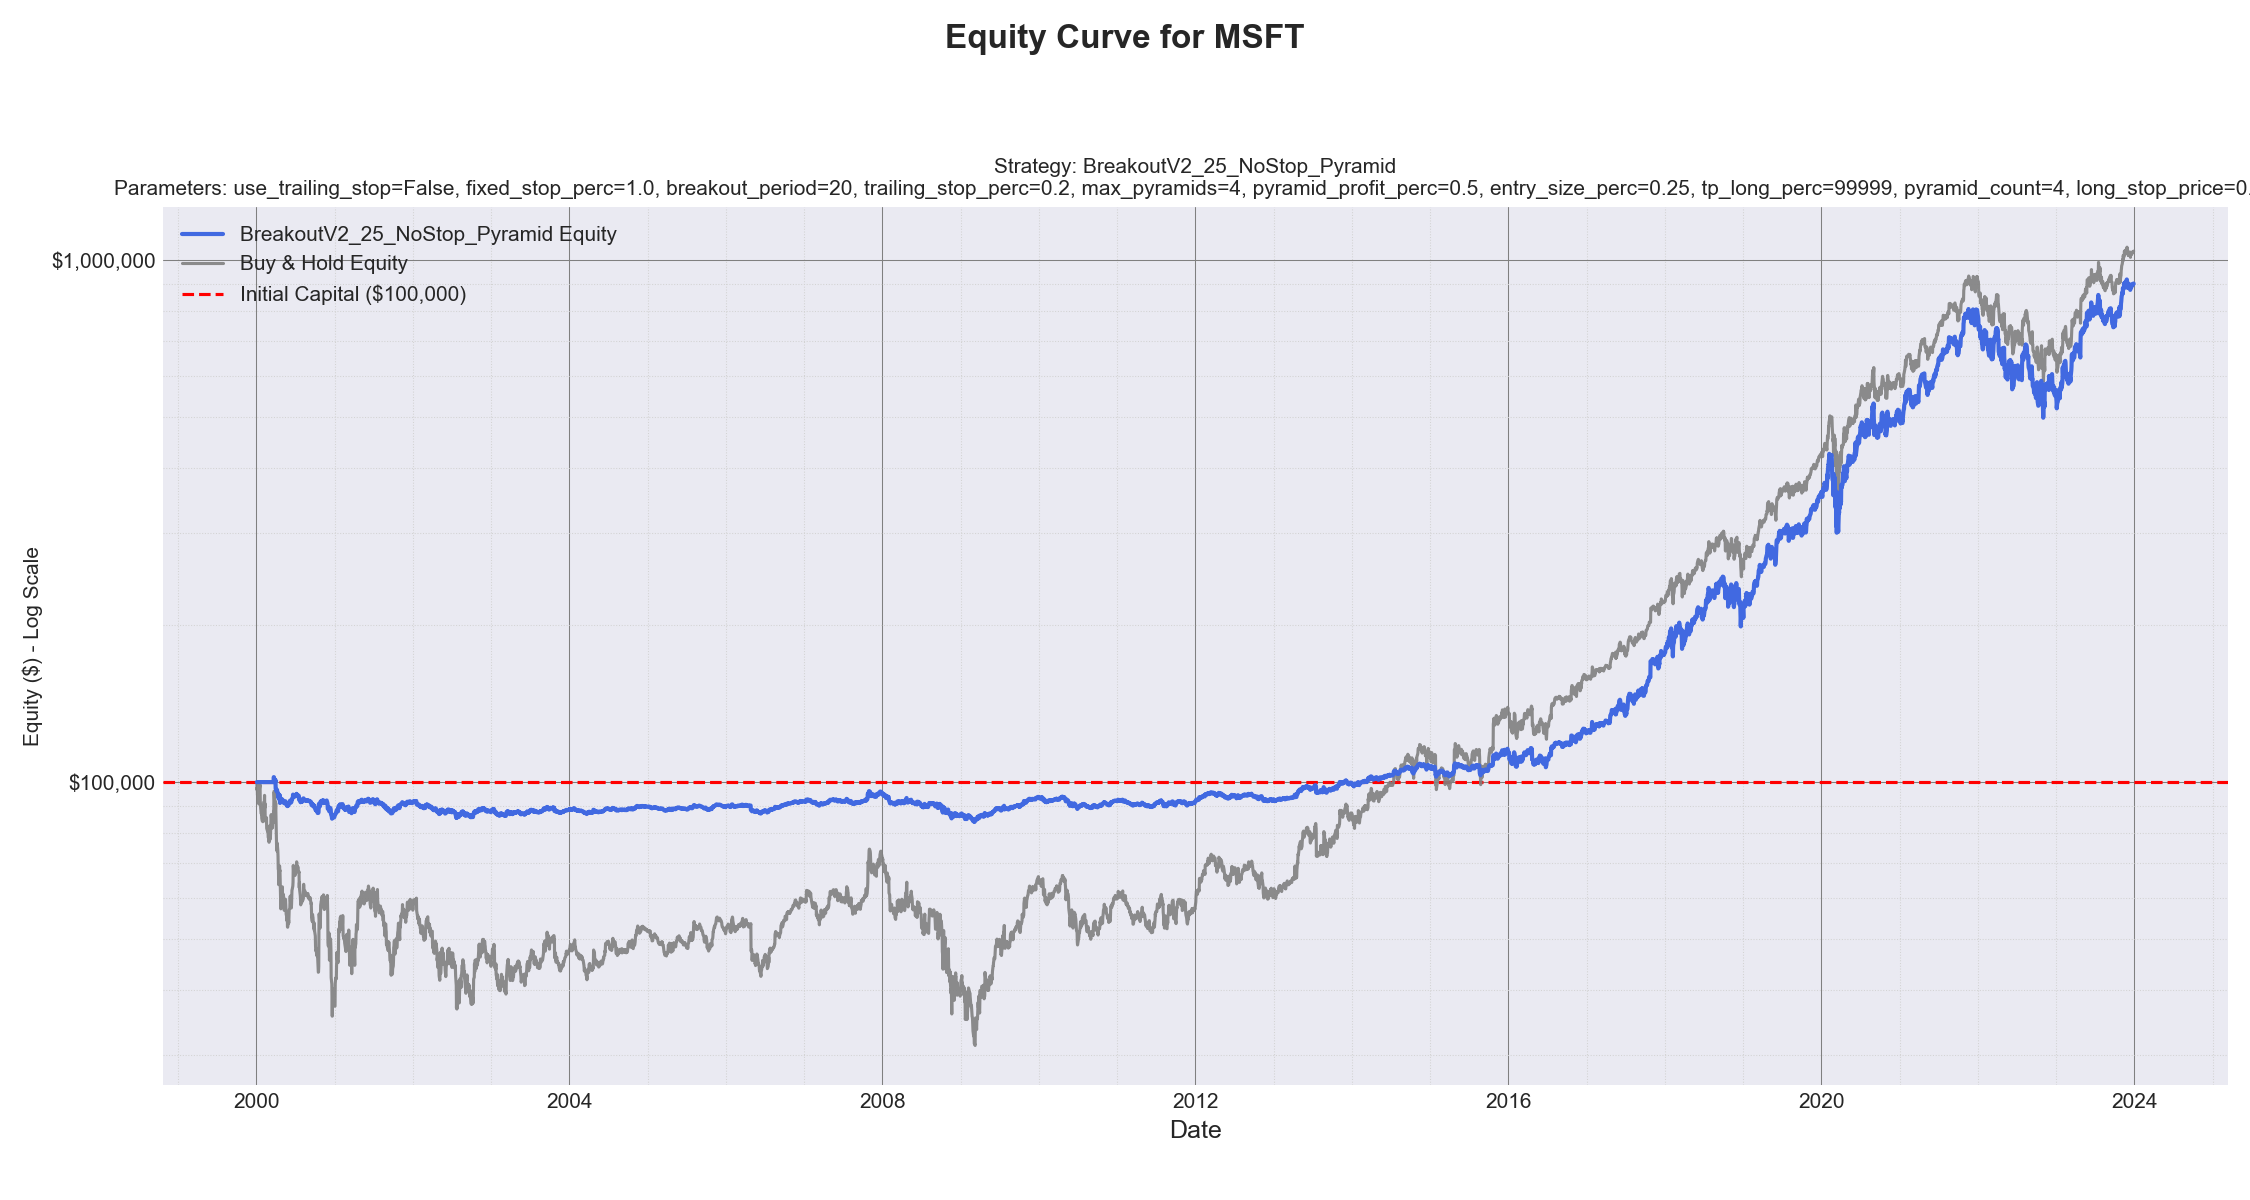 Equity Curve for MSFT
Strategy: BreakoutV2_25_NoStop_Pyramid
Parameters: use_trailing_stop=False, fixed_stop_perc=1.0, breakout_period=20, trailing_stop_perc=0.2, max_pyramids=4, pyramid_profit_perc=0.5, entry_size_perc=0.25, tp_long_perc=99999, pyramid_count=4, long_stop_price=0.
BreakoutV2_25_NoStop_Pyramid Equity
Buy & Hold Equity
Initial Capital ($100,000)
$1,000,000
$100,000
Equity ($) - Log Scale
2000 2004 2008 2012 2016 2020 2024
Date